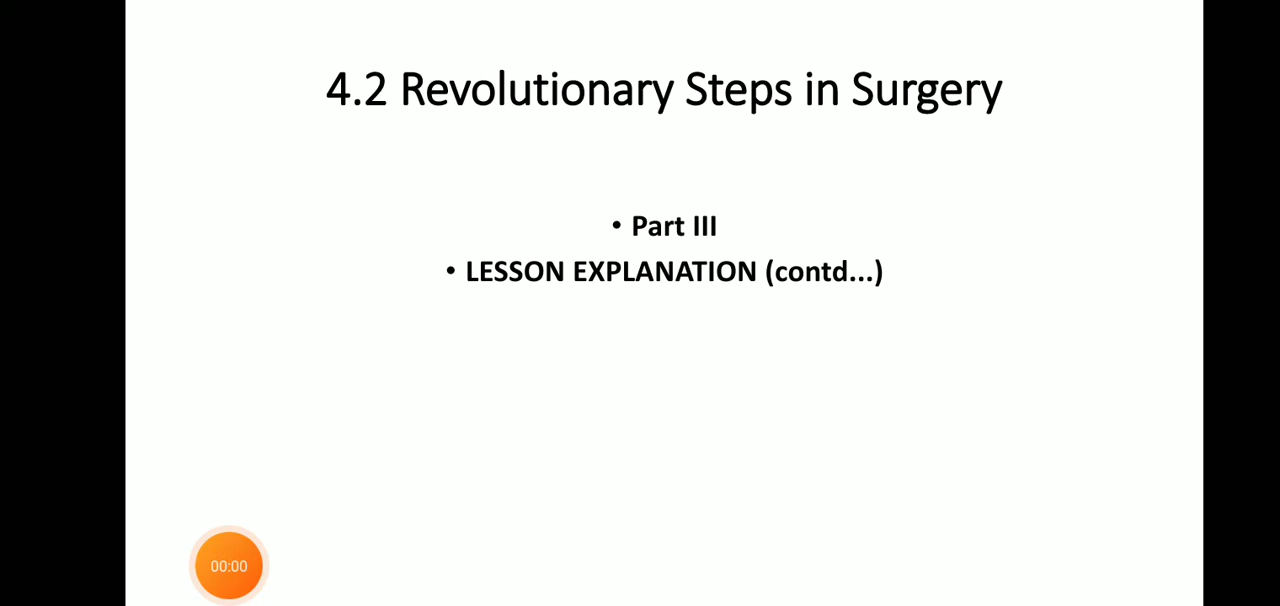 4.2 Revolutionary Steps in Surgery
• Part III
• LESSON EXPLANATION (contd...)
00:00